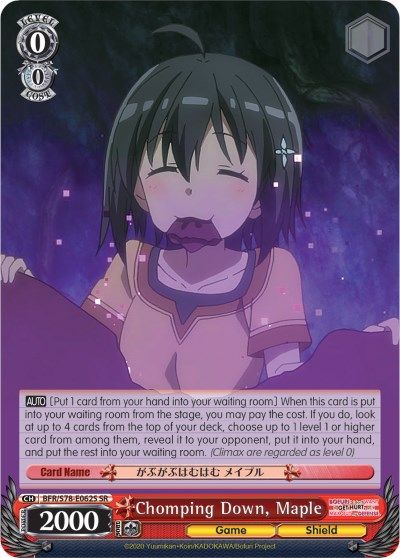 LEVEL
0
0
COST
AUTO [Put 1 card from your hand into your waiting room] When this card is put
into your waiting room from the stage, you may pay the cost. If you do, look
at up to 4 cards from the top of your deck, choose up to 1 level 1 or higher
card from among them, reveal it to your opponent, put it into your hand,
and put the rest into your waiting room. (Climax are regarded as level 0)
Card Name がぶがぶはむはむ メイプル
CH BFR/S78-E062S SR
POWER 2000
Chomping Down, Maple
Game Shield
©2020 Yuumikan・Koin/KADOKAWA/Bofuri Project